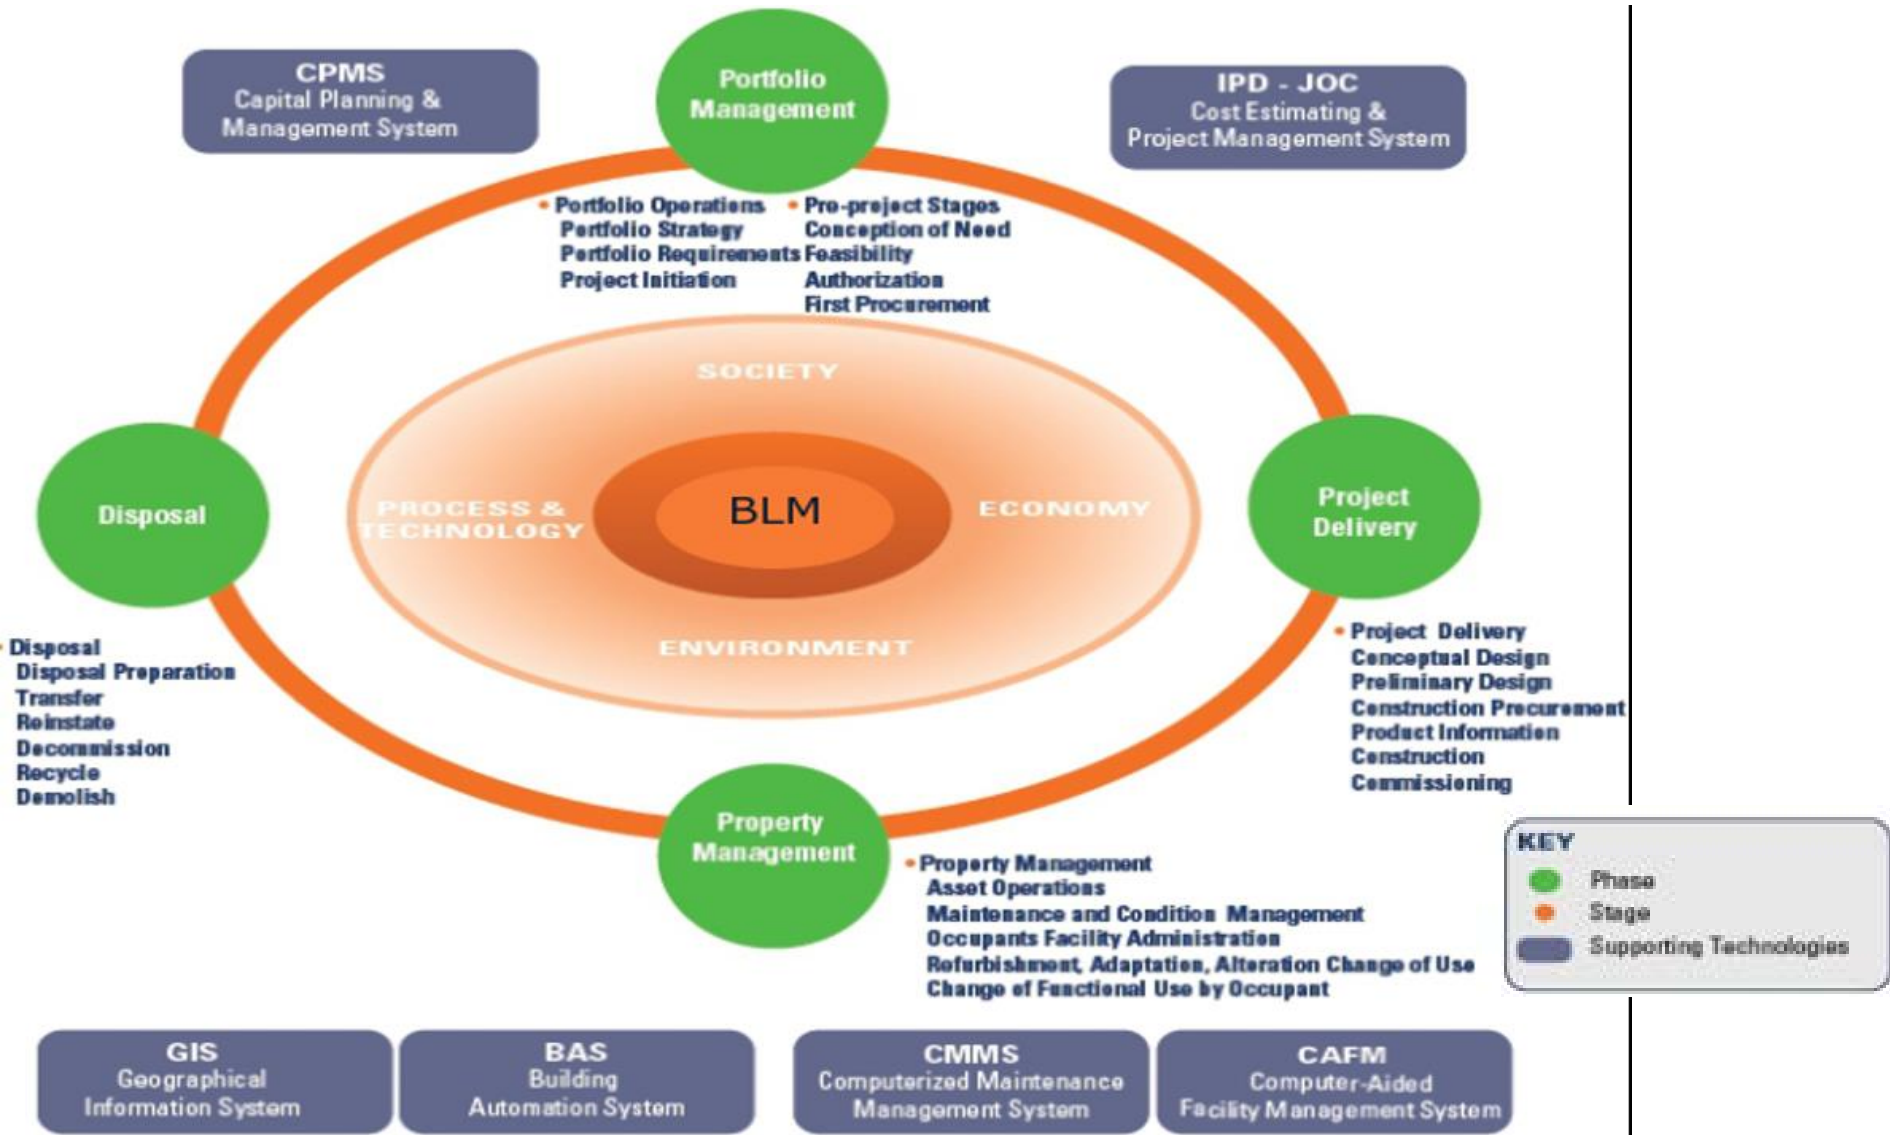 CPMS
Capital Planning &
Management System
Portfolio
Management
IPD - JOC
Cost Estimating &
Project Management System
Portfolio Operations
Portfolio Strategy
Portfolio Requirements
Project Initiation
Pre-project Stages
Conception of Need
Feasibility
Authorization
First Procurement
SOCIETY
PROCESS &
TECHNOLOGY
BLM
ECONOMY
ENVIRONMENT
Disposal
Project
Delivery
Disposal
Disposal Preparation
Transfer
Reinstate
Decommission
Recycle
Demolish
Project Delivery
Conceptual Design
Preliminary Design
Construction Procurement
Product Information
Construction
Commissioning
Property
Management
Property Management
Asset Operations
Maintenance and Condition Management
Occupants Facility Administration
Refurbishment, Adaptation, Alteration Change of Use
Change of Functional Use by Occupant
KEY
Phase
Stage
Supporting Technologies
GIS
Geographical
Information System
BAS
Building
Automation System
CMMS
Computerized Maintenance
Management System
CAFM
Computer-Aided
Facility Management System